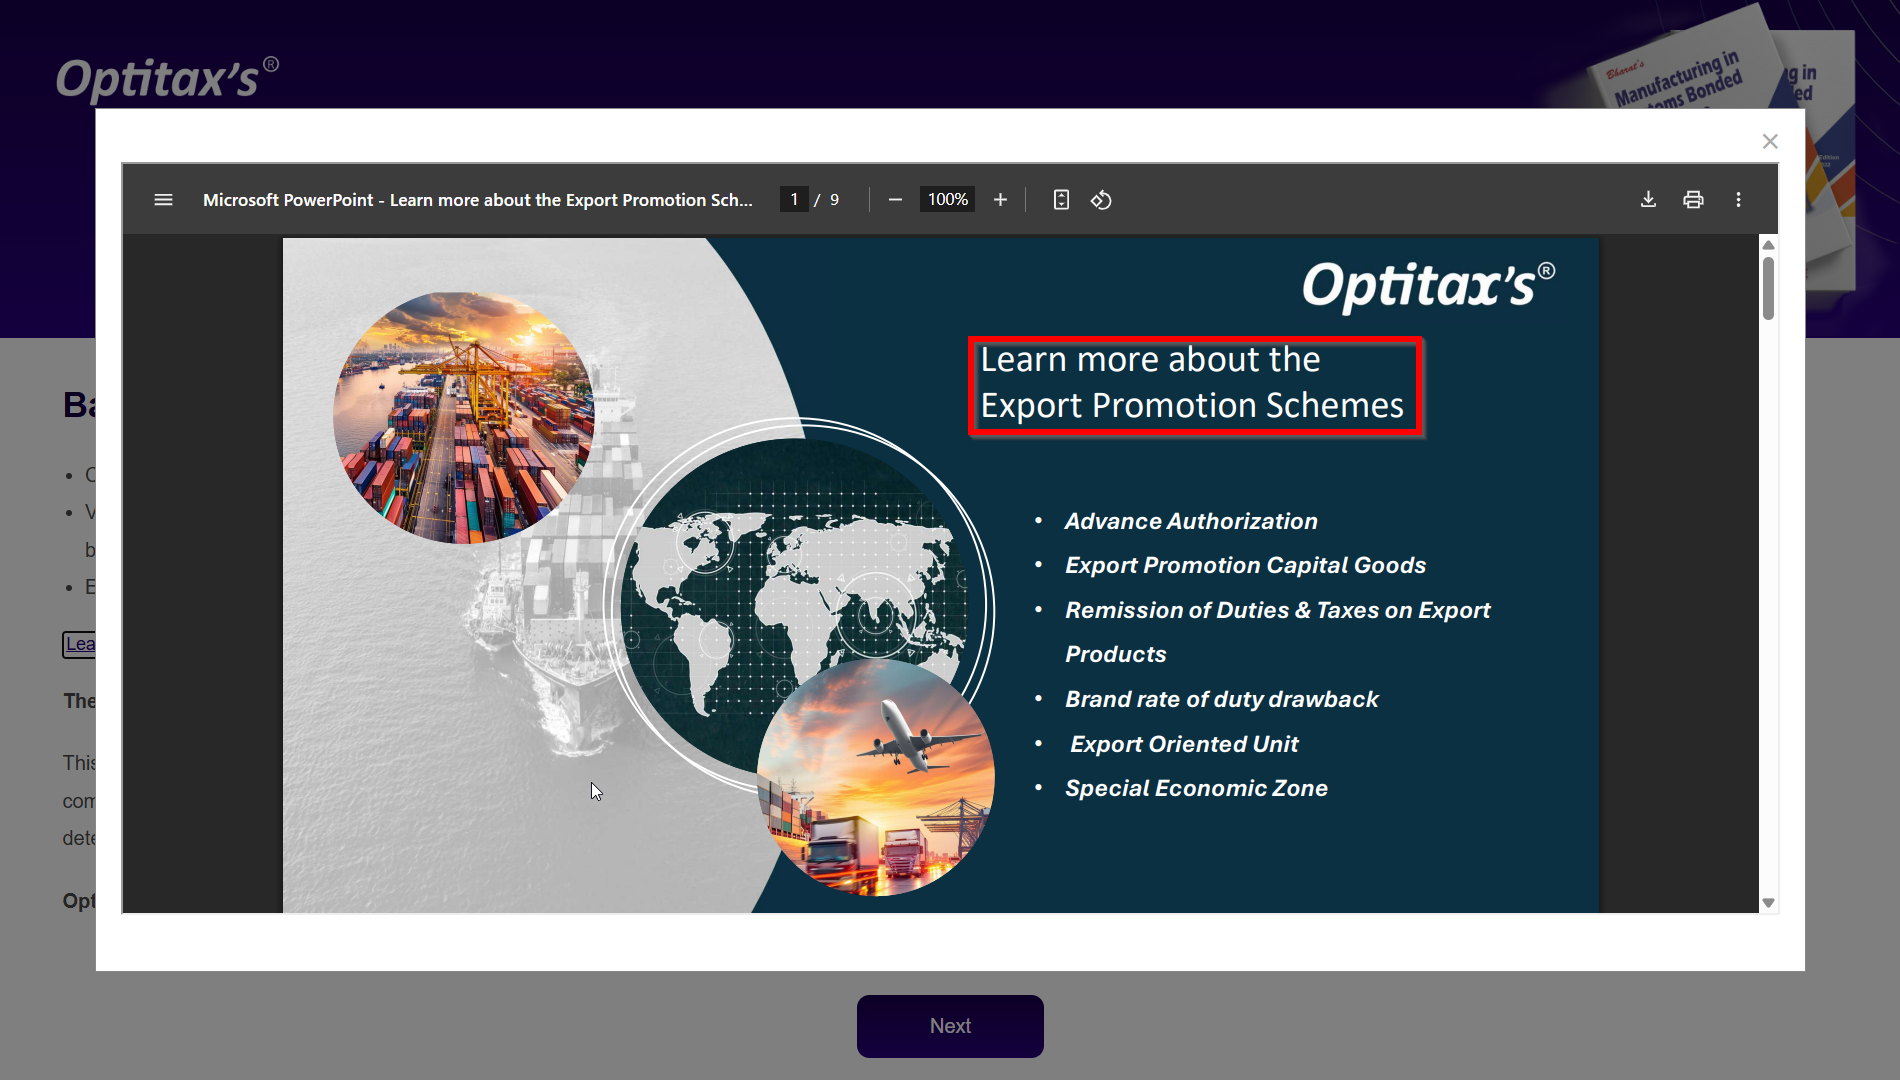 Optitax's®
Bharat's
Manufacturing in
oms Bonded
g in
ed
Edition
Microsoft PowerPoint - Learn more about the Export Promotion Sch...
1 / 9
100%
Optitax's®
Learn more about the
Export Promotion Schemes
• Advance Authorization
• Export Promotion Capital Goods
• Remission of Duties & Taxes on Export
Products
• Brand rate of duty drawback
• Export Oriented Unit
• Special Economic Zone
Ba
• C
• V
b
• E
Lea
The
This
com
dete
Opt
Next